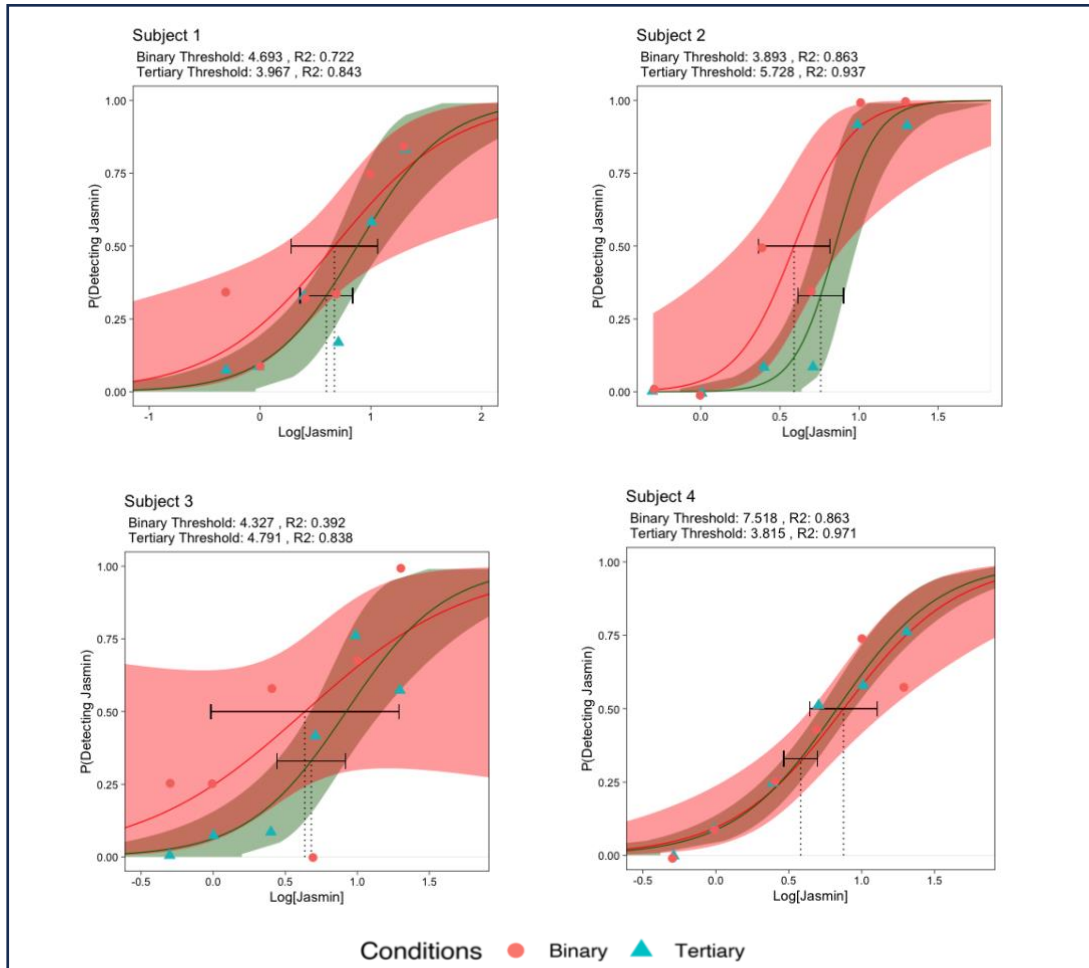 Subject 1
Binary Threshold: 4.693 , R2: 0.722
Tertiary Threshold: 3.967 , R2: 0.843
1.00
0.75
0.50
0.25
0.00
P(Detecting Jasmin)
-1
0
1
2
Log[Jasmin]
Subject 2
Binary Threshold: 3.893 , R2: 0.863
Tertiary Threshold: 5.728 , R2: 0.937
1.00
0.75
0.50
0.25
0.00
P(Detecting Jasmin)
0.0
0.5
1.0
1.5
Log[Jasmin]
Subject 3
Binary Threshold: 4.327 , R2: 0.392
Tertiary Threshold: 4.791 , R2: 0.838
1.00
0.75
0.50
0.25
0.00
P(Detecting Jasmin)
-0.5
0.0
0.5
1.0
1.5
Log[Jasmin]
Subject 4
Binary Threshold: 7.518 , R2: 0.863
Tertiary Threshold: 3.815 , R2: 0.971
1.00
0.75
0.50
0.25
0.00
P(Detecting Jasmin)
-0.5
0.0
0.5
1.0
1.5
Log[Jasmin]
Conditions Binary Tertiary